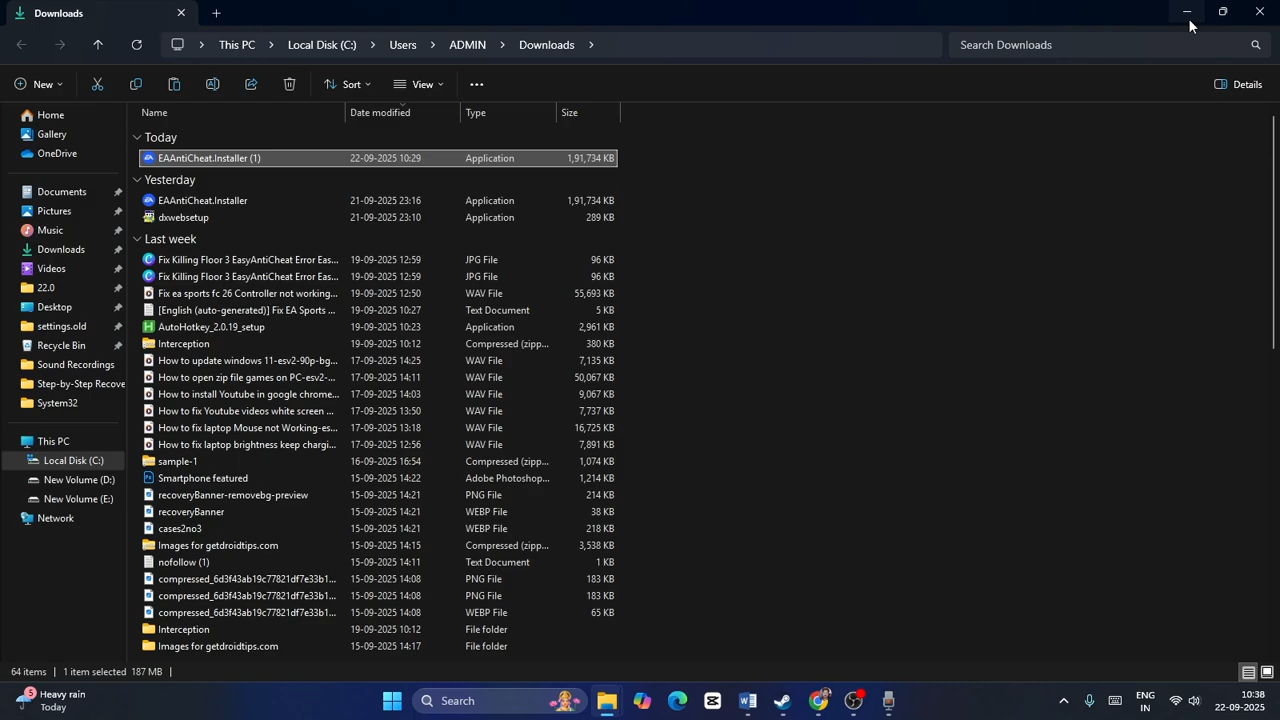 Downloads
This PC > Local Disk (C:) > Users > ADMIN > Downloads >
Search Downloads
New
Sort
View
Details
Name Date modified Type Size
Today
EAAntiCheat.Installer (1) 22-09-2025 10:29 Application 1,91,734 KB
Yesterday
EAAntiCheat.Installer 21-09-2025 23:16 Application 1,91,734 KB
dxwebsetup 21-09-2025 23:10 Application 289 KB
Last week
Fix Killing Floor 3 EasyAntiCheat Error Eas... 19-09-2025 12:59 JPG File 96 KB
Fix Killing Floor 3 EasyAntiCheat Error Eas... 19-09-2025 12:59 JPG File 96 KB
Fix ea sports fc 26 Controller not working... 19-09-2025 12:50 WAV File 55,693 KB
[English (auto-generated)] Fix EA Sports ... 19-09-2025 10:27 Text Document 5 KB
AutoHotkey_2.0.19_setup 19-09-2025 10:23 Application 2,961 KB
Interception 19-09-2025 10:12 Compressed (zipp... 380 KB
How to update windows 11-esv2-90p-bg... 17-09-2025 14:25 WAV File 7,135 KB
How to open zip file games on PC-esv2-... 17-09-2025 14:11 WAV File 50,067 KB
How to install Youtube in google chrome... 17-09-2025 14:03 WAV File 9,067 KB
How to fix Youtube videos white screen ... 17-09-2025 13:50 WAV File 7,737 KB
How to fix laptop Mouse not Working-es... 17-09-2025 13:18 WAV File 16,725 KB
How to fix laptop brightness keep chargi... 17-09-2025 12:56 WAV File 7,891 KB
sample-1 16-09-2025 16:54 Compressed (zipp... 1,074 KB
Smartphone featured 15-09-2025 14:22 Adobe Photoshop... 1,214 KB
recoveryBanner-removebg-preview 15-09-2025 14:21 PNG File 214 KB
recoveryBanner 15-09-2025 14:21 WEBP File 38 KB
cases2no3 15-09-2025 14:21 WEBP File 218 KB
Images for getdroidtips.com 15-09-2025 14:15 Compressed (zipp... 3,538 KB
nofollow (1) 15-09-2025 14:11 Text Document 1 KB
compressed_6d3f43ab19c77821df7e33b1... 15-09-2025 14:08 PNG File 183 KB
compressed_6d3f43ab19c77821df7e33b1... 15-09-2025 14:08 PNG File 183 KB
compressed_6d3f43ab19c77821df7e33b1... 15-09-2025 14:08 WEBP File 65 KB
Interception 19-09-2025 10:12 File folder
Images for getdroidtips.com 15-09-2025 14:17 File folder
Home
Gallery
OneDrive
Documents
Pictures
Music
Downloads
Videos
22.0
Desktop
settings.old
Recycle Bin
Sound Recordings
Step-by-Step Recove
System32
This PC
Local Disk (C:)
New Volume (D:)
New Volume (E:)
Network
64 items 1 item selected 187 MB
5
Heavy rain
Today
Search
ENG
IN
10:38
22-09-2025